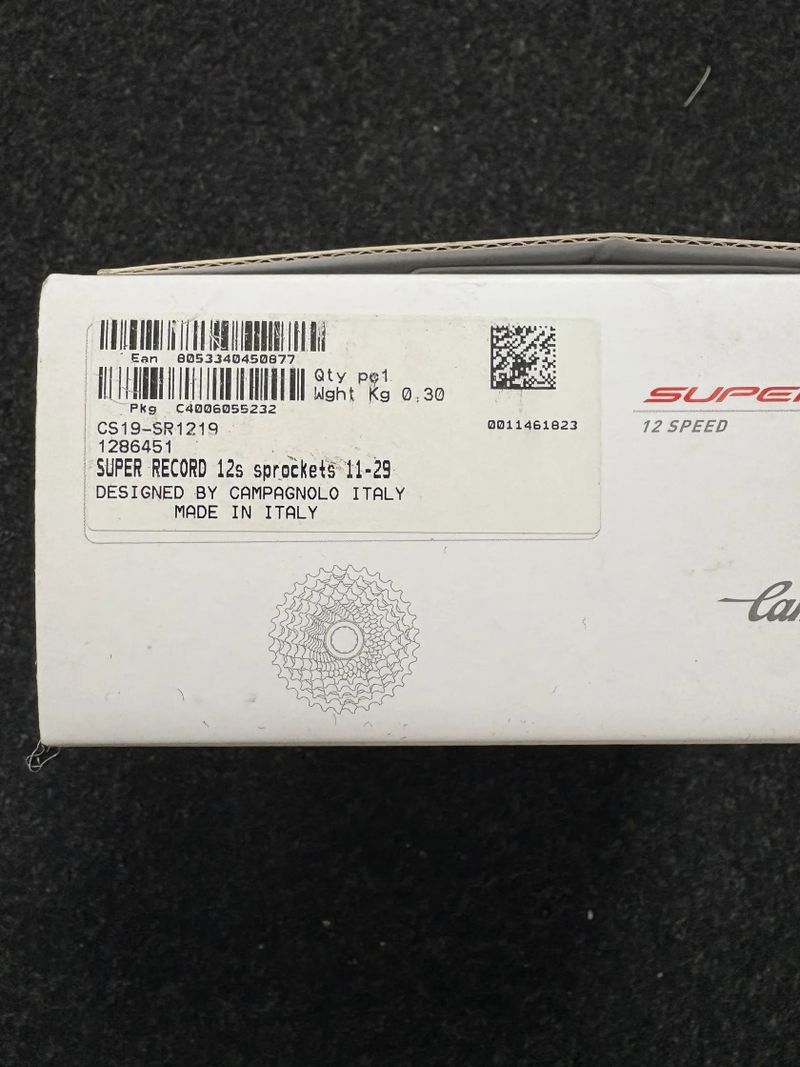 Ean 8053340450877
Qty pc1
Wght Kg 0,30
Pkg C4006055232
0011461823
CS19-SR1219
1286451
SUPER RECORD 12s sprockets 11-29
DESIGNED BY CAMPAGNOLO ITALY
MADE IN ITALY
SUPE
12 SPEED
Cam